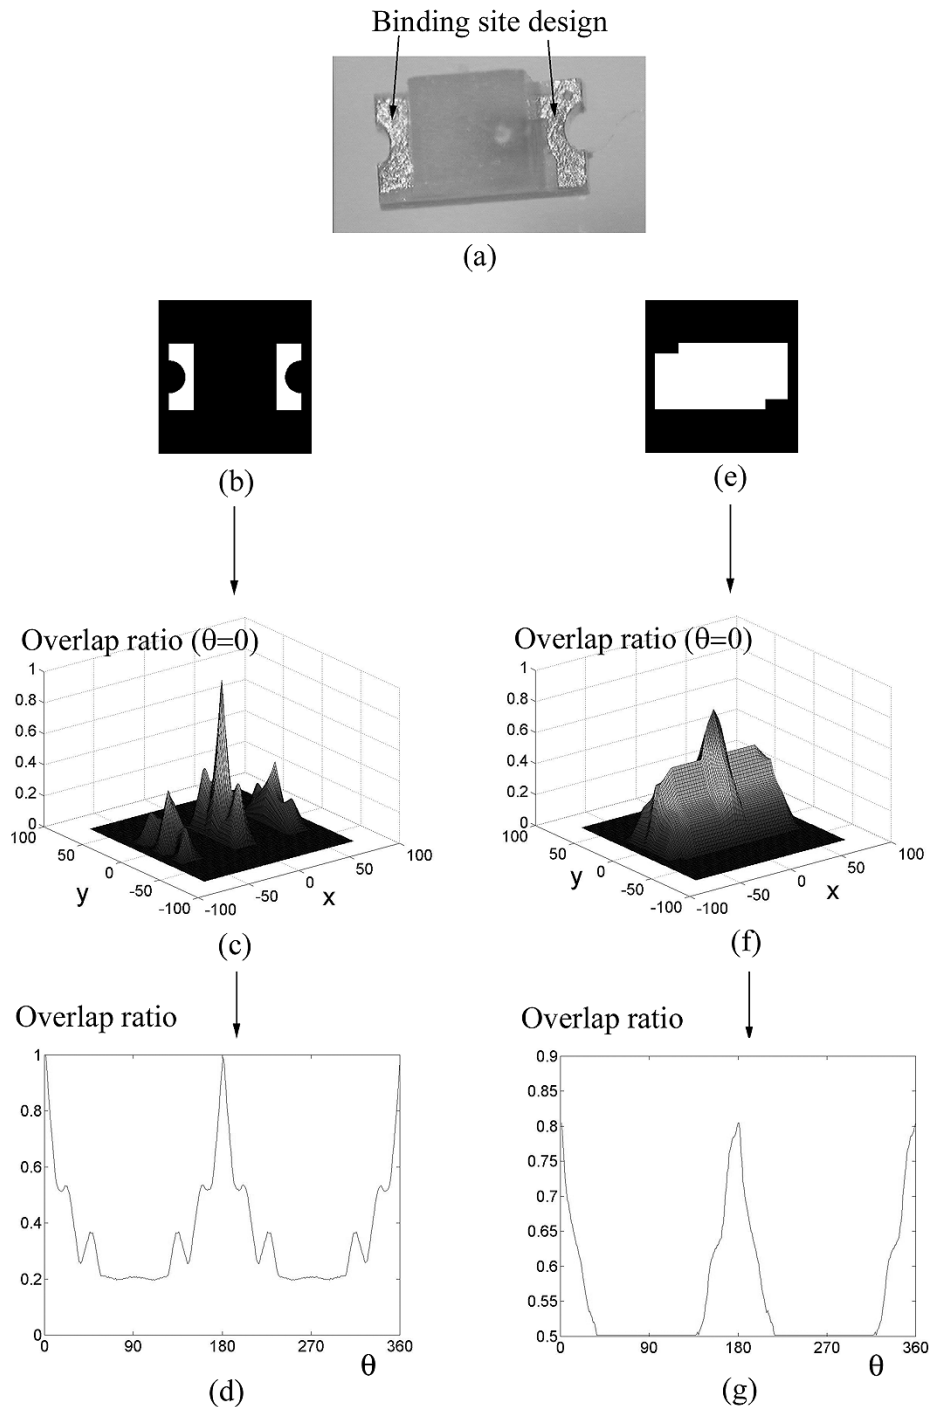 Binding site design
(a)
(b)
(e)
Overlap ratio (θ=0)
1
0.8
0.6
0.4
0.2
0
100
50
0
-50
-100
y
-100
-50
0
50
100
x
(c)
Overlap ratio (θ=0)
1
0.8
0.6
0.4
0.2
0
100
50
0
-50
-100
y
-100
-50
0
50
100
x
(f)
Overlap ratio
1
0.8
0.6
0.4
0.2
0
0 90 180 270 360
θ
(d)
Overlap ratio
0.9
0.85
0.8
0.75
0.7
0.65
0.6
0.55
0.5
0 90 180 270 360
θ
(g)